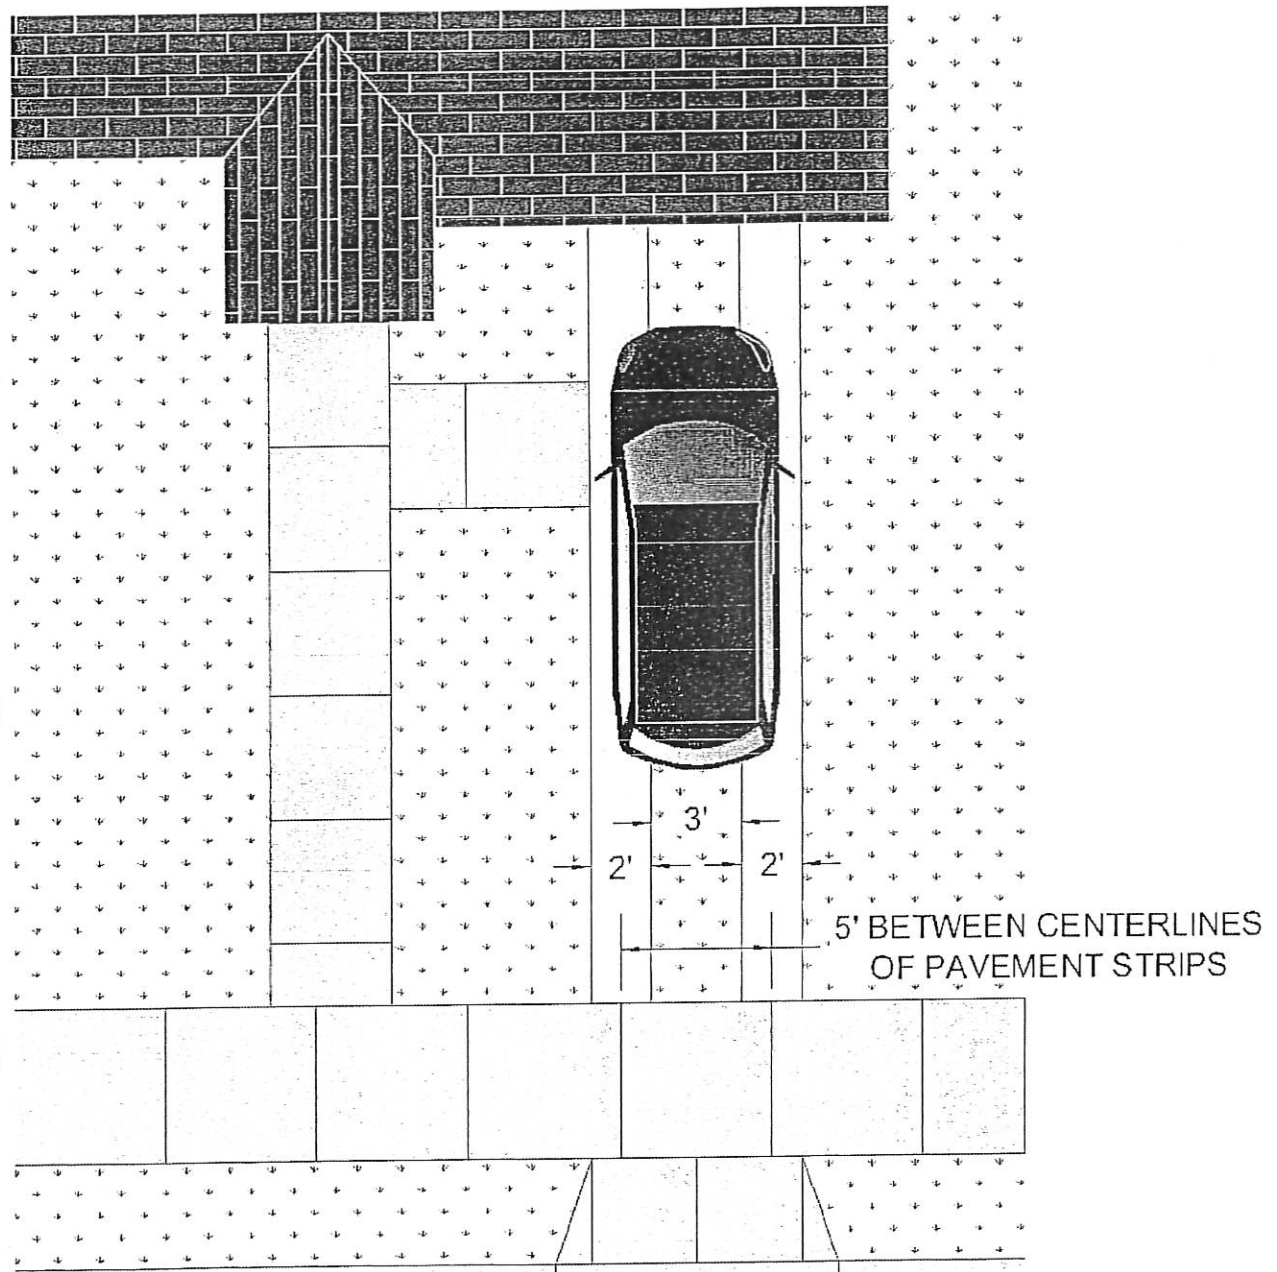 3'
2' 2'
5' BETWEEN CENTERLINES
OF PAVEMENT STRIPS